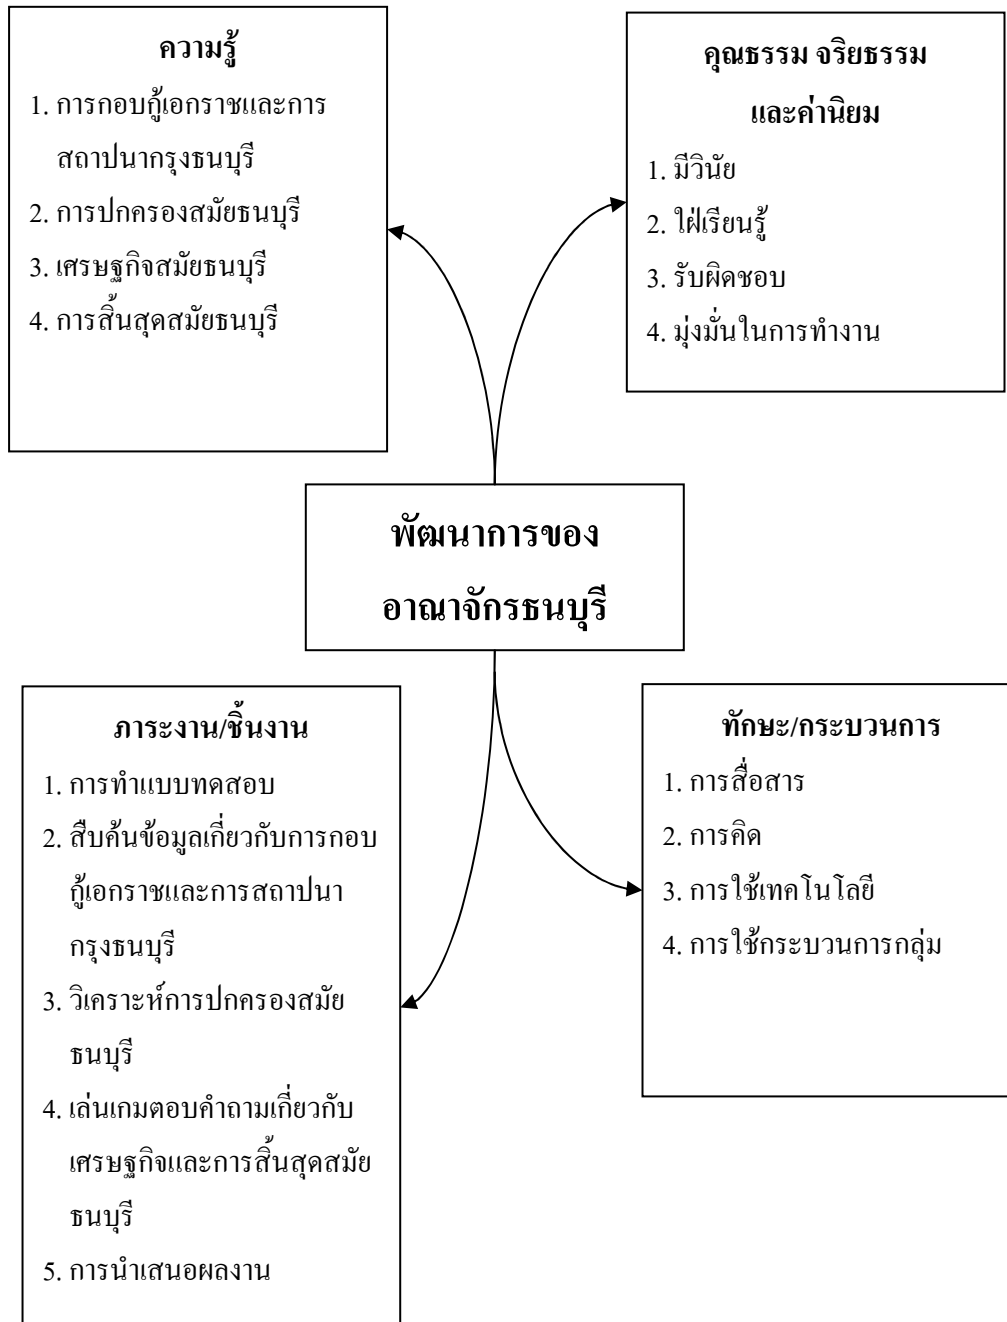 ความรู้
1. การกอบกู้เอกราชและการ
สถาปนากรุงธนบุรี
2. การปกครองสมัยธนบุรี
3. เศรษฐกิจสมัยธนบุรี
4. การสิ้นสุดสมัยธนบุรี
คุณธรรม จริยธรรม
และค่านิยม
1. มีวินัย
2. ใฝ่เรียนรู้
3. รับผิดชอบ
4. มุ่งมั่นในการทำงาน
พัฒนาการของ
อาณาจักรธนบุรี
ภาระงาน/ชิ้นงาน
1. การทำแบบทดสอบ
2. สืบค้นข้อมูลเกี่ยวกับการกอบ
กู้เอกราชและการสถาปนา
กรุงธนบุรี
3. วิเคราะห์การปกครองสมัย
ธนบุรี
4. เล่นเกมตอบคำถามเกี่ยวกับ
เศรษฐกิจและการสิ้นสุดสมัย
ธนบุรี
5. การนำเสนอผลงาน
ทักษะ/กระบวนการ
1. การสื่อสาร
2. การคิด
3. การใช้เทคโนโลยี
4. การใช้กระบวนการกลุ่ม